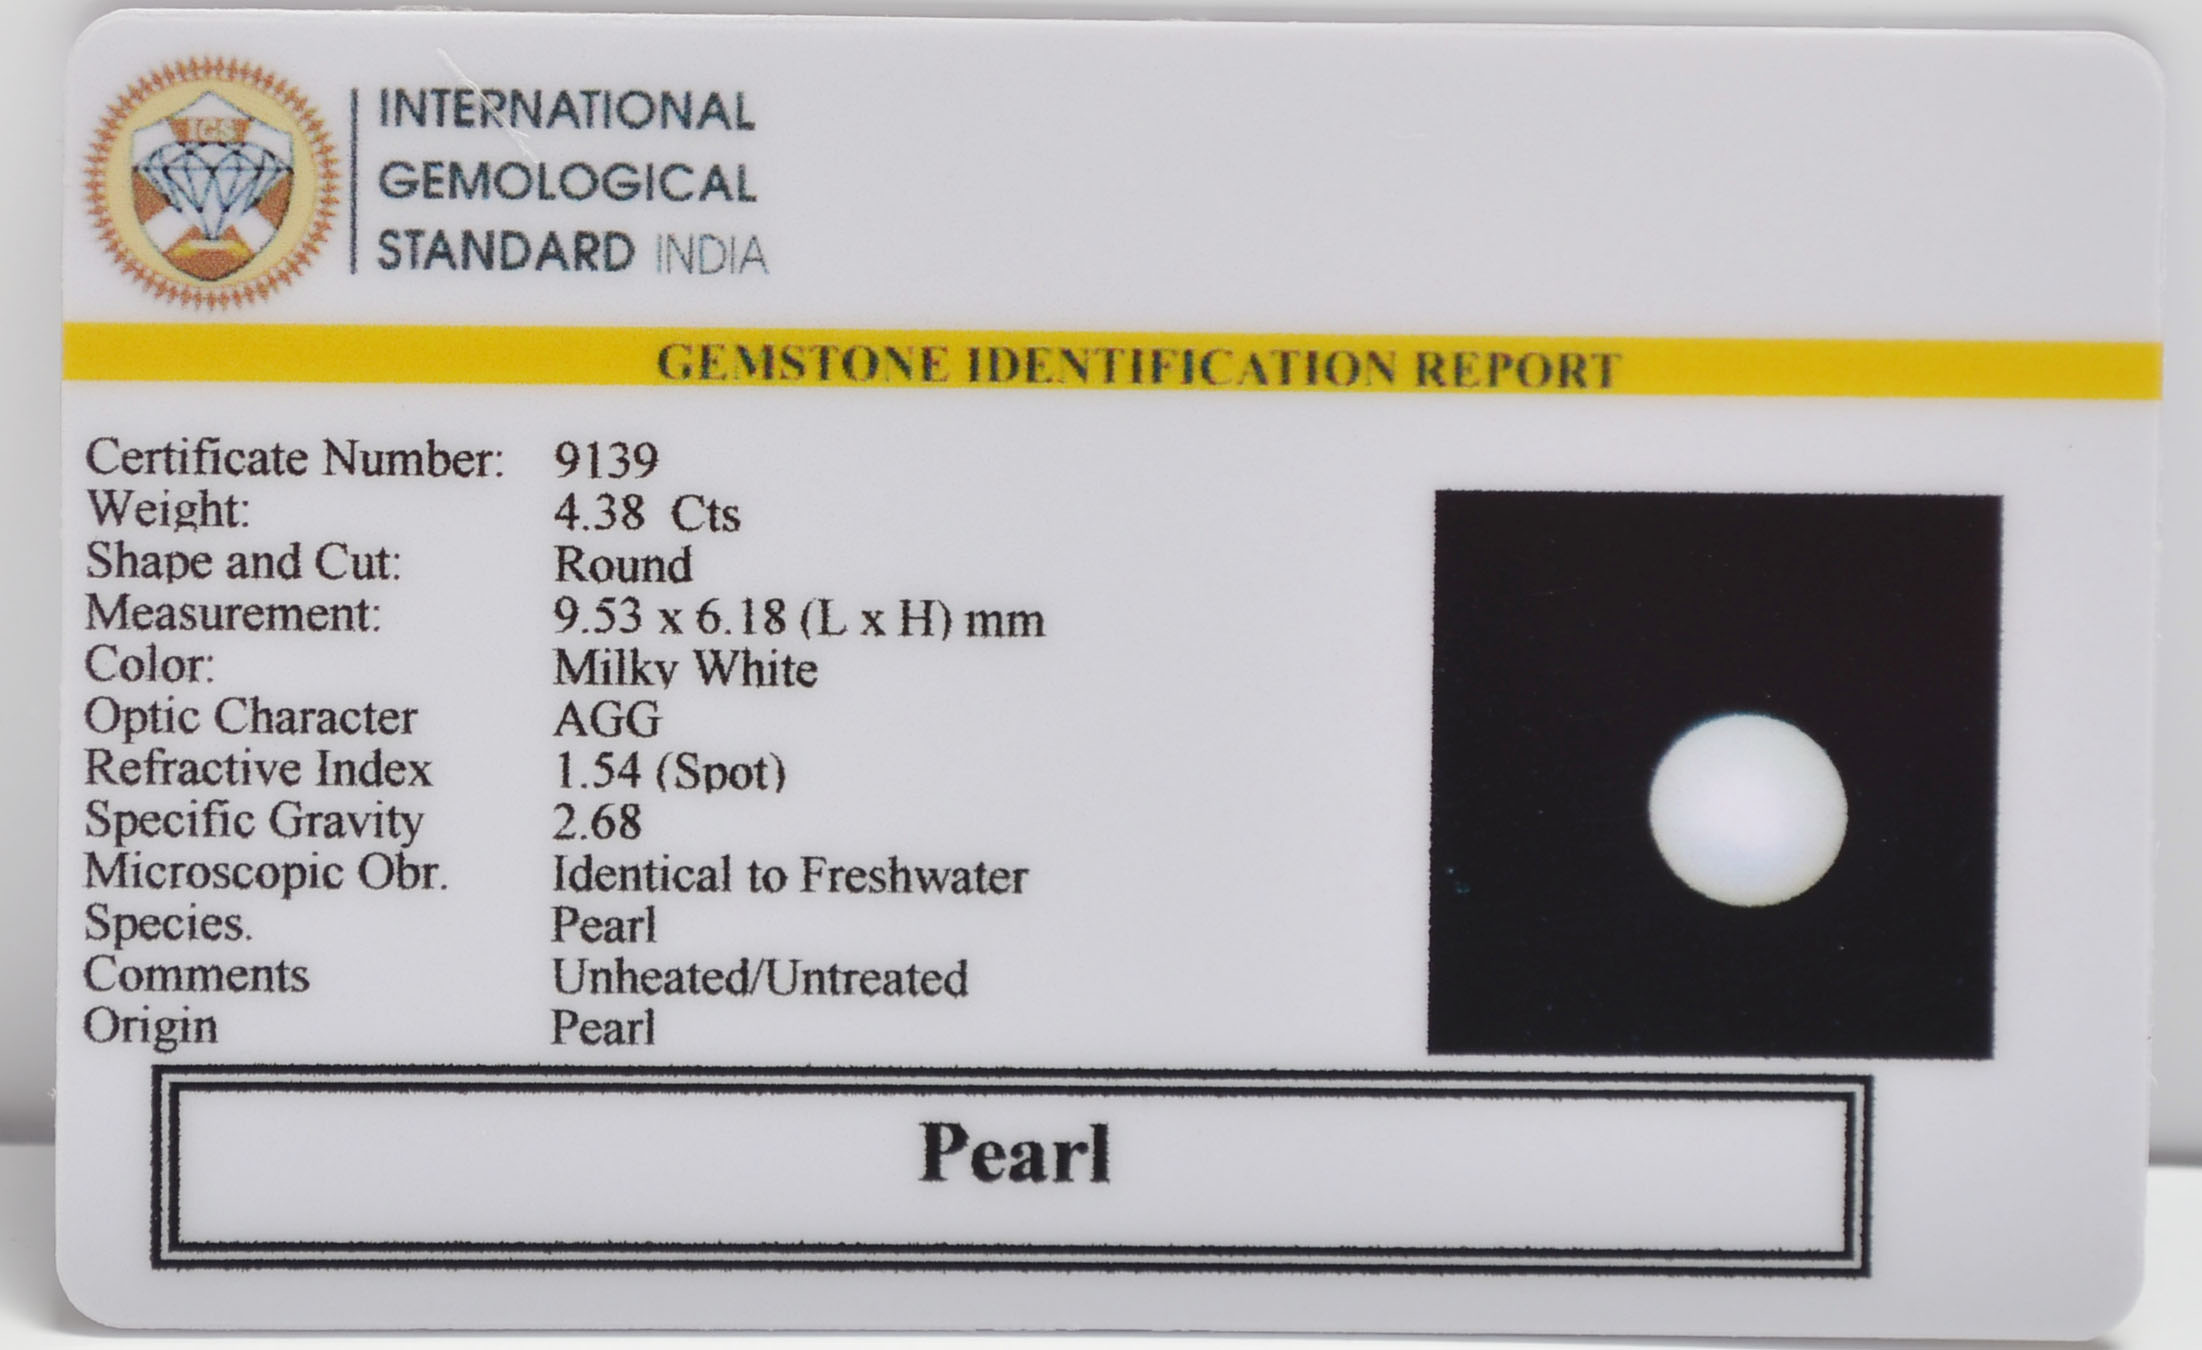 IGS
INTERNATIONAL
GEMOLOGICAL
STANDARD INDIA
GEMSTONE IDENTIFICATION REPORT
Certificate Number: 9139
Weight: 4.38 Cts
Shape and Cut: Round
Measurement: 9.53 x 6.18 (L x H) mm
Color: Milky White
Optic Character AGG
Refractive Index 1.54 (Spot)
Specific Gravity 2.68
Microscopic Obr. Identical to Freshwater
Species. Pearl
Comments Unheated/Untreated
Origin Pearl
Pearl